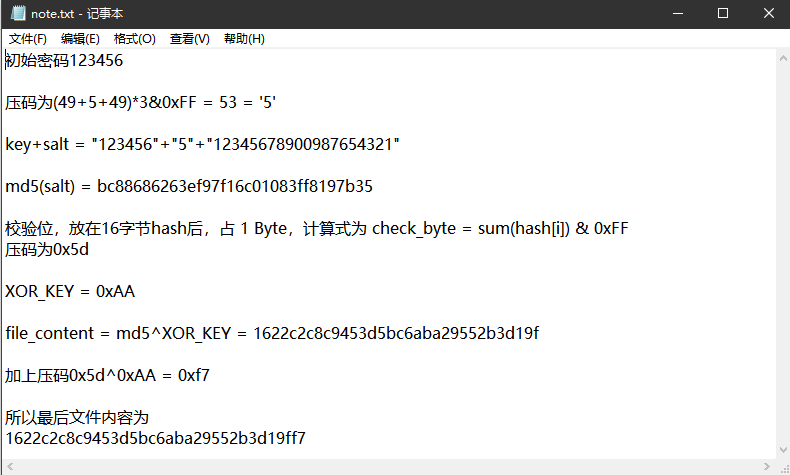 note.txt - 记事本
文件(F) 编辑(E) 格式(O) 查看(V) 帮助(H)
初始密码123456
压码为(49+5+49)*3&0xFF = 53 = '5'
key+salt = "123456"+"5"+"12345678900987654321"
md5(salt) = bc88686263ef97f16c01083ff8197b35
校验位，放在16字节hash后，占 1 Byte，计算式为 check_byte = sum(hash[i]) & 0xFF
压码为0x5d
XOR_KEY = 0xAA
file_content = md5^XOR_KEY = 1622c2c8c9453d5bc6aba29552b3d19f
加上压码0x5d^0xAA = 0xf7
所以最后文件内容为
1622c2c8c9453d5bc6aba29552b3d19ff7